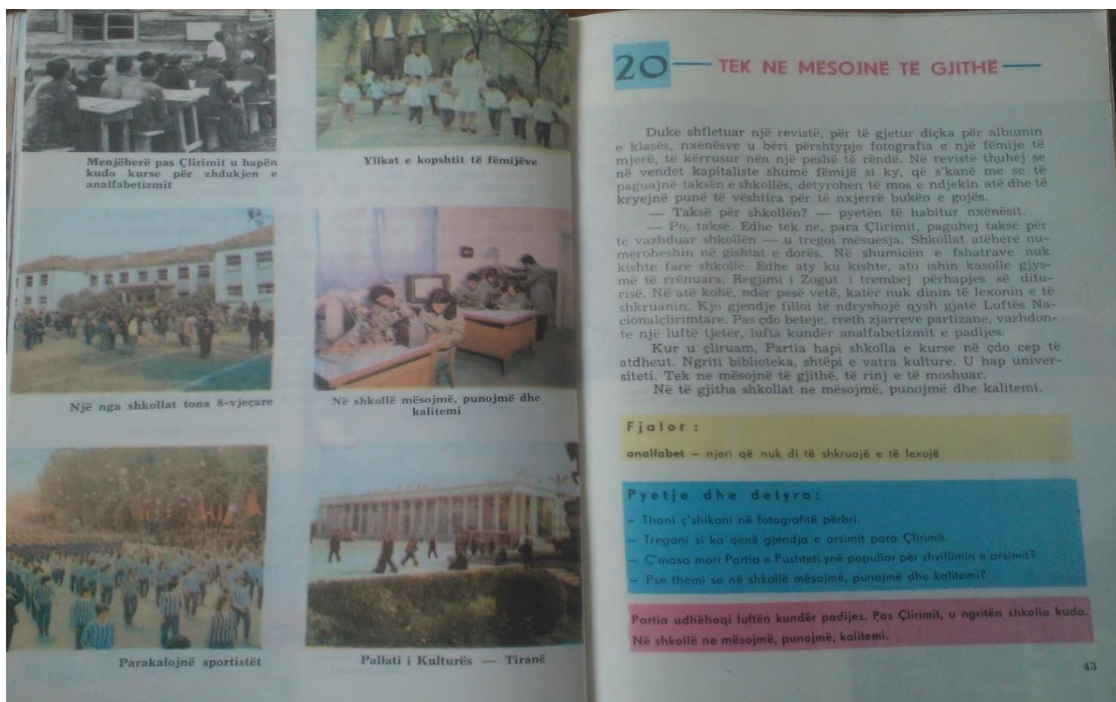 Menjëherë pas Çlirimit u hapën
kudo kurse për zhdukjen e
analfabetizmit
Yllkat e kopshtit të fëmijëve
Një nga shkollat tona 8-vjeçare
Në shkollë mësojmë, punojmë dhe
kalitemi
Parakalojnë sportistët
Pallati i Kulturës — Tiranë
20 — TEK NE MËSOJNË TË GJITHË —
Duke shfletuar një revistë, për të gjetur diçka për albumin
e klasës, nxënësve u bëri përshtypje fotografia e një fëmije të
mjerë, të kërrusur nën një peshë të rëndë. Në revistë thuhej se
në vendet kapitaliste shumë fëmijë si ky, që s'kanë me se të
paguajnë taksën e shkollës, detyrohen të mos e ndjekin atë dhe të
kryejnë punë të vështira për të nxjerrë bukën e gojës.
— Taksë për shkollën? — pyetën të habitur nxënësit.
— Po, taksë. Edhe tek ne, para Çlirimit, paguhej taksë për
të vazhduar shkollën — u tregoi mësuesja. Shkollat atëhere nu-
mëroheshin në gishtat e dorës. Në shumicën e fshatrave nuk
kishte fare shkollë. Edhe aty ku kishte, ato ishin kasolle gjys-
më të rrënuara. Regjimi i Zogut i trembej përhapjes së ditu-
risë. Në atë kohë, ndër pesë vetë, katër nuk dinin të lexonin e të
shkruanin. Kjo gjendje filloi të ndryshojë qysh gjatë Luftës Na-
cionalçlirimtare. Pas çdo beteje, rreth zjarreve partizane, vazhdon-
te një luftë tjetër, lufta kundër analfabetizmit e padijes.
Kur u çliruam, Partia hapi shkolla e kurse në çdo cep të
atdheut. Ngriti biblioteka, shtëpi e vatra kulture. U hap univer-
siteti. Tek ne mësojnë të gjithë, të rinj e të moshuar.
Në të gjitha shkollat ne mësojmë, punojmë dhe kalitemi.
Fjalor:
analfabet — njeri që nuk di të shkruajë e të lexojë
Pyetje dhe detyra:
— Thoni ç'shikoni në fotografitë përbri.
— Tregoni si ka qenë gjendja e arsimit para Çlirimit.
— Ç'masa mori Partia e Pushteti ynë popullor për zhvillimin e arsimit?
— Pse themi se në shkollë mësojmë, punojmë dhe kalitemi?
Partia udhëhoqi luftën kundër padijes. Pas Çlirimit, u ngritën shkolla kudo.
Në shkollë ne mësojmë, punojmë, kalitemi.
43